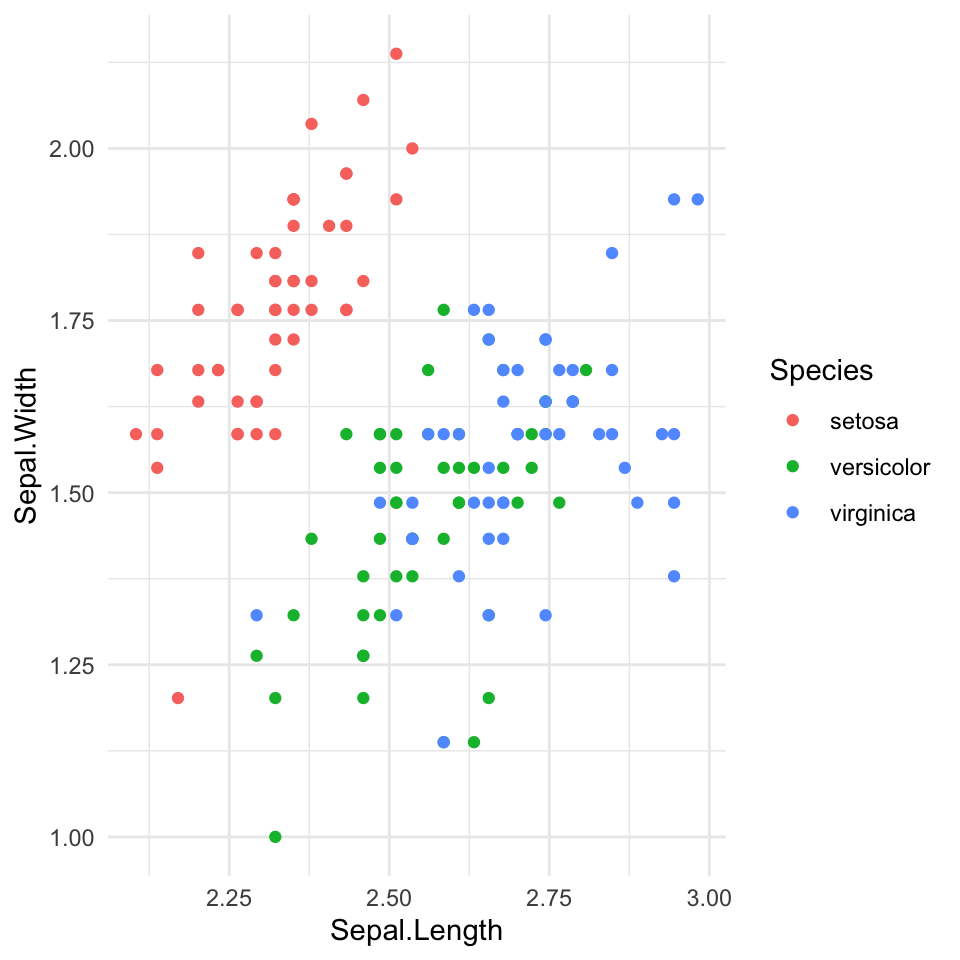 Sepal.Width
2.00
1.75
1.50
1.25
1.00
2.25 2.50 2.75 3.00
Sepal.Length
Species
setosa
versicolor
virginica